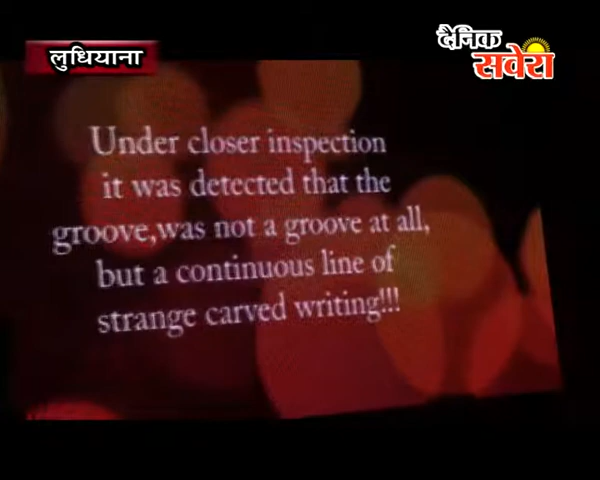 लुधियाना
दैनिक
सवेरा
Under closer inspection
it was detected that the
groove,was not a groove at all,
but a continuous line of
strange carved writing!!!